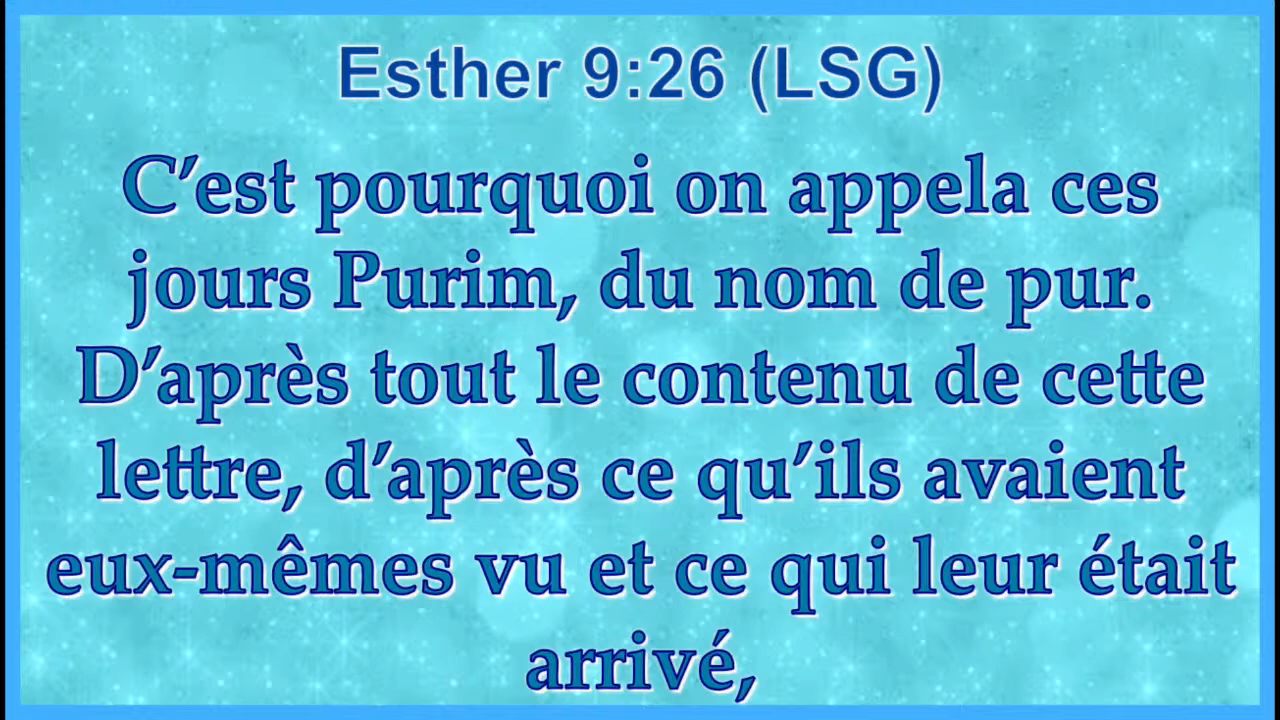 Esther 9:26 (LSG)
C’est pourquoi on appela ces
jours Purim, du nom de pur.
D’après tout le contenu de cette
lettre, d’après ce qu’ils avaient
eux-mêmes vu et ce qui leur était
arrivé,